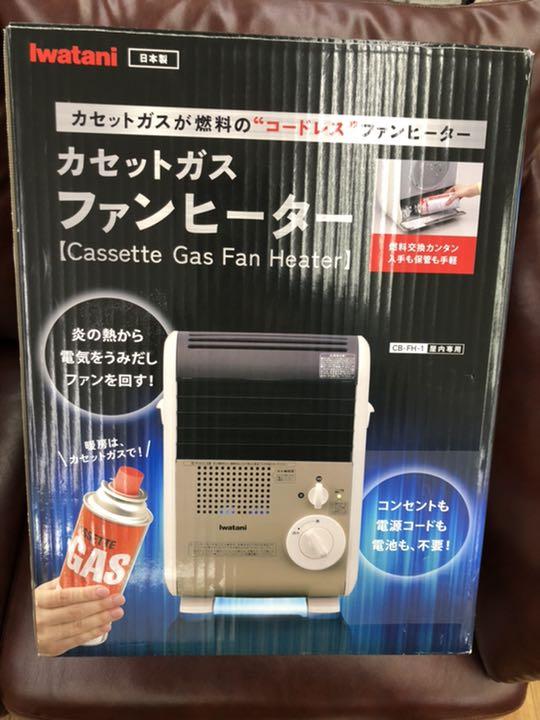 Iwatani 日本製
カセットガスが燃料の“コードレス”ファンヒーター
カセットガス
ファンヒーター
【Cassette Gas Fan Heater】
燃料交換カンタン
入手も保管も手軽
炎の熱から
電気をうみだし
ファンを回す!
CB-FH-1 屋内専用
暖房は、
カセットガスで!
CASSETTE
GAS
Iwatani
コンセントも
電源コードも
電池も、不要!